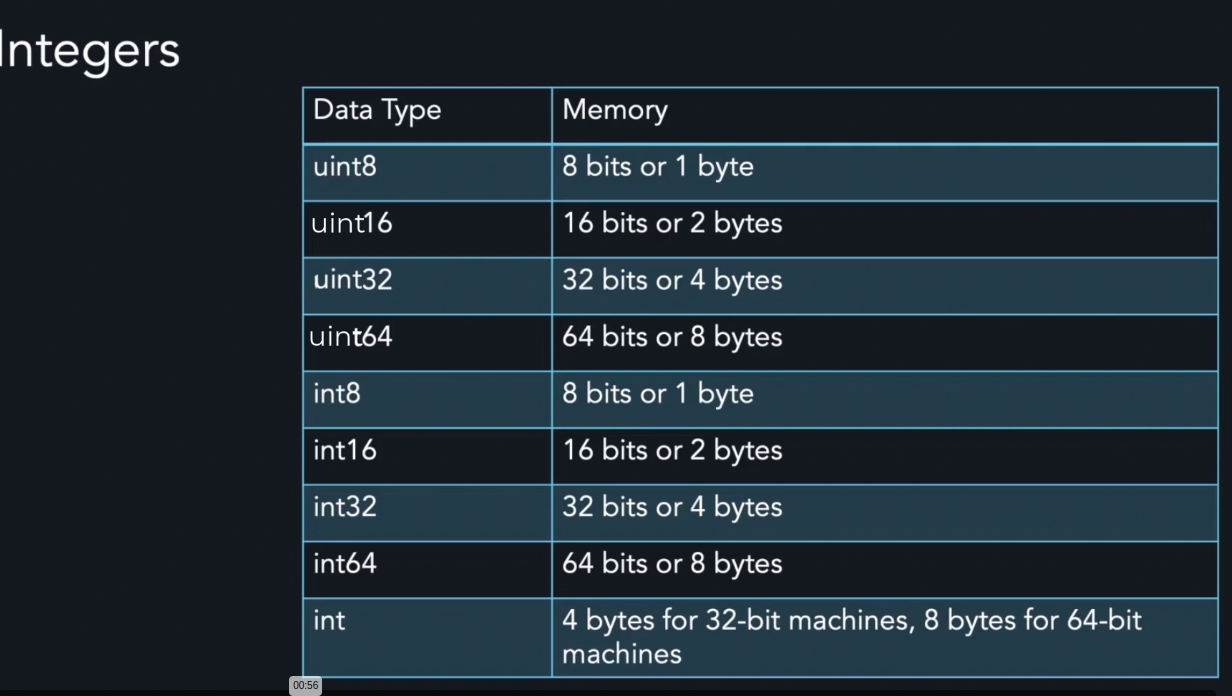 Integers
Data Type Memory
uint8 8 bits or 1 byte
uint16 16 bits or 2 bytes
uint32 32 bits or 4 bytes
uint64 64 bits or 8 bytes
int8 8 bits or 1 byte
int16 16 bits or 2 bytes
int32 32 bits or 4 bytes
int64 64 bits or 8 bytes
int 4 bytes for 32-bit machines, 8 bytes for 64-bit
machines
00:56